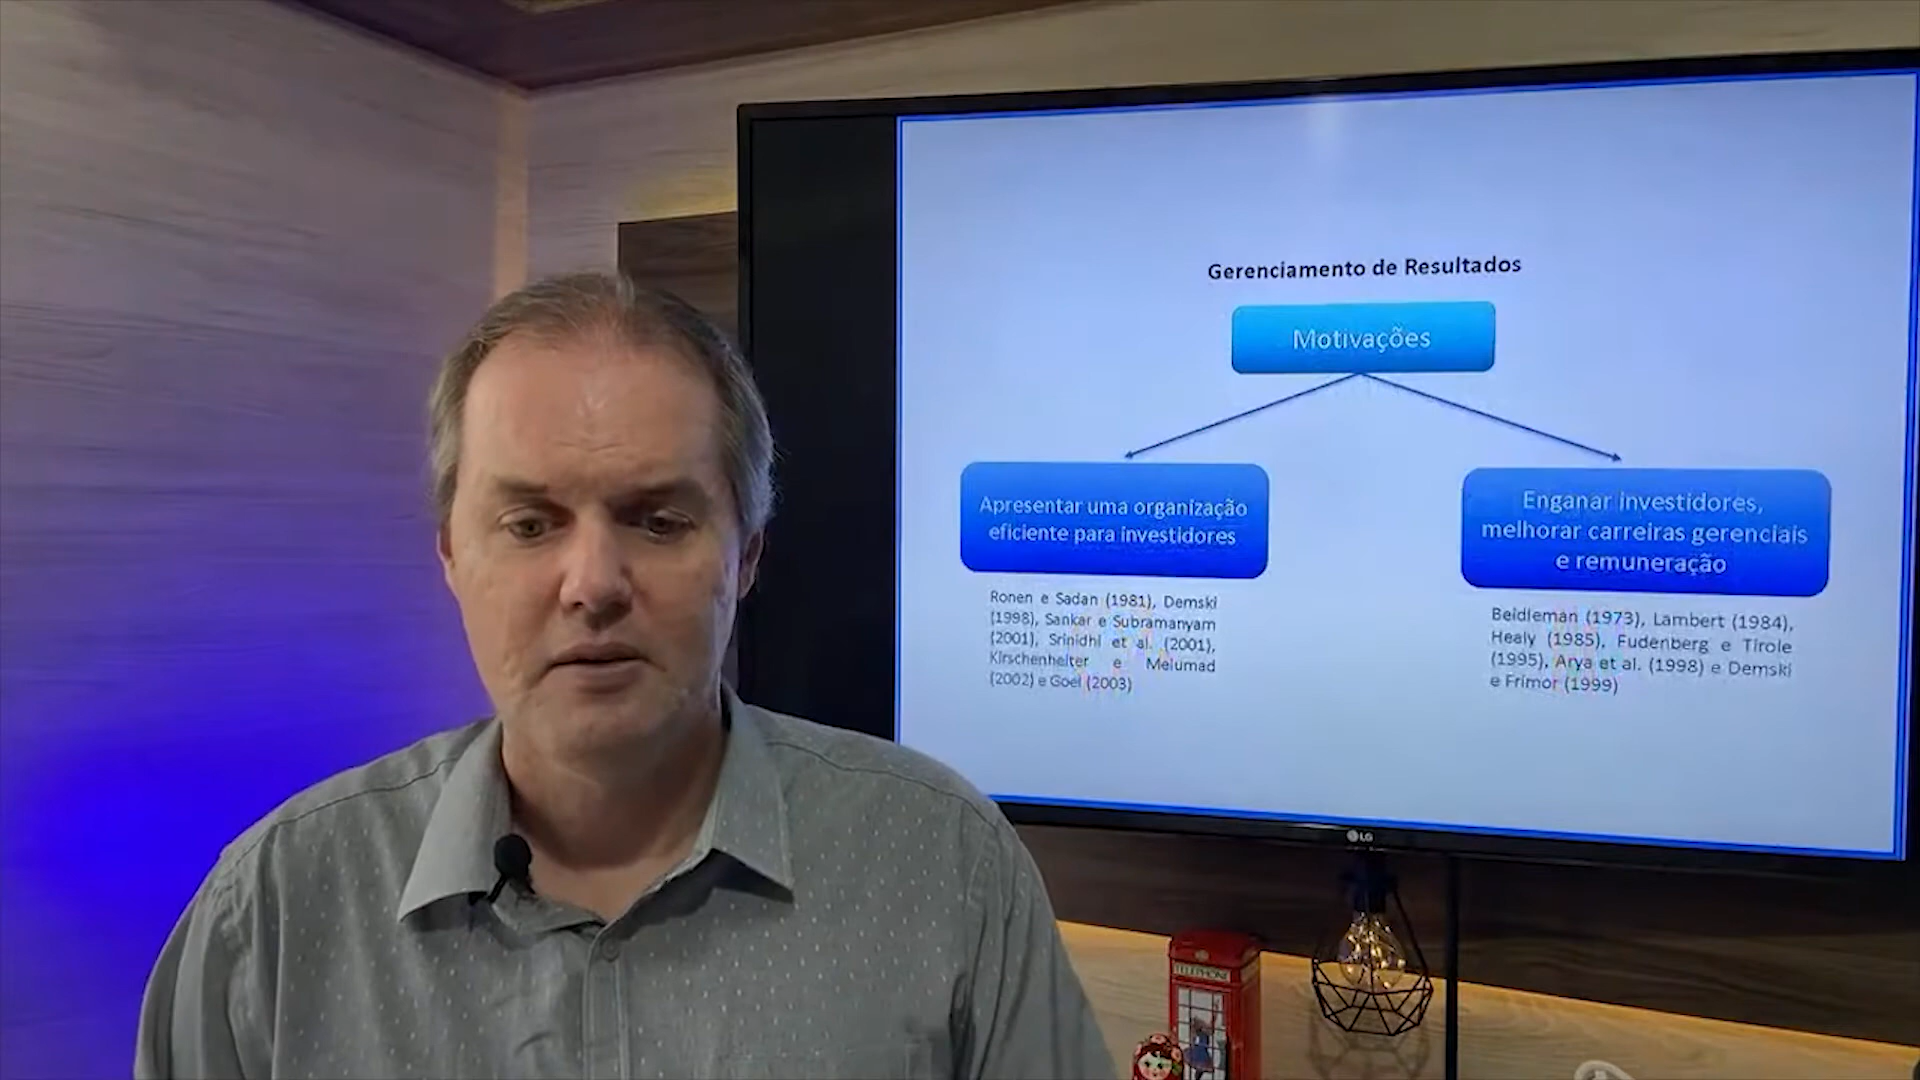 Gerenciamento de Resultados
Motivações
Apresentar uma organização
eficiente para investidores
Enganar investidores,
melhorar carreiras gerenciais
e remuneração
Ronen e Sadan (1981), Demski
(1998), Sankar e Subramanyam
(2001), Srinidhi et al. (2001),
Kirschenheiter e Melumad
(2002) e Goel (2003)
Beidleman (1973), Lambert (1984),
Healy (1985), Fudenberg e Tirole
(1995), Arya et al. (1998) e Demski
e Frimor (1999)
LG
TELEPHONE